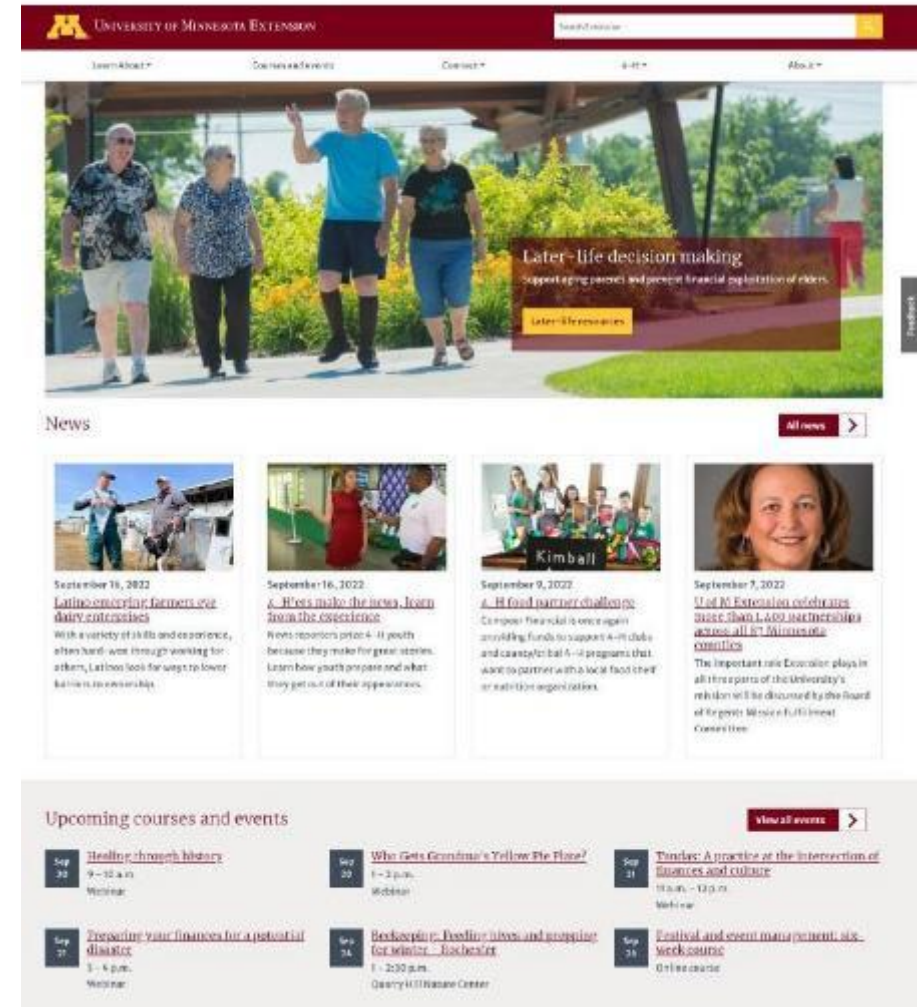 UNIVERSITY OF MINNESOTA EXTENSION
Search Extension
Learn About
Courses and events
Connect
4-H
About
Later-life decision making
Support aging parents and prevent financial exploitation of elders.
Later-life resources
Feedback
News
All news
Kimball
September 16, 2022
Latino emerging farmers eye
dairy enterprises
With a variety of skills and experience,
often hard-won through working for
others, Latinos look for ways to lower
barriers to ownership.
September 16, 2022
4-H'ers make the news, learn
from the experience
News reporters prize 4-H youth
because they make for great stories.
Learn how youth prepare and what
they get out of their appearances.
September 9, 2022
4-H food partner challenge
Compeer Financial is once again
providing funds to support 4-H clubs
and county/tribal 4-H programs that
want to partner with a local food shelf
or nutrition organization.
September 7, 2022
U of M Extension celebrates
more than 1,400 partnerships
across all 87 Minnesota
counties
The important role Extension plays in
all three parts of the University's
mission will be discussed by the Board
of Regents Mission Fulfillment
Committee
Upcoming courses and events
View all events
Sep
20
Healing through history
9 – 10 a.m.
Webinar
Sep
20
Who Gets Grandma's Yellow Pie Plate?
1 – 3 p.m.
Webinar
Sep
21
Tandas: A practice at the intersection of
finances and culture
11 a.m. – 12 p.m.
Webinar
Sep
21
Preparing your finances for a potential
disaster
3 – 4 p.m.
Webinar
Sep
24
Beekeeping: Feeding hives and prepping
for winter – Rochester
1 – 2:30 p.m.
Quarry Hill Nature Center
Sep
26
Festival and event management: six-
week course
Online course